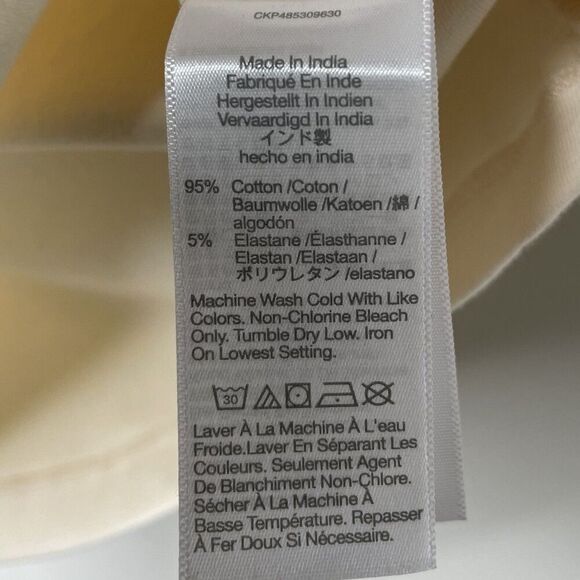 CKP485309630
Made In India
Fabriqué En Inde
Hergestellt In Indien
Vervaardigd In India
インド製
hecho en india
95% Cotton /Coton /
Baumwolle /Katoen /綿 /
algodón
5% Elastane /Élasthanne /
Elastan /Elastaan /
ポリウレタン /elastano
Machine Wash Cold With Like
Colors. Non-Chlorine Bleach
Only. Tumble Dry Low. Iron
On Lowest Setting.
30
Laver À La Machine À L'eau
Froide.Laver En Séparant Les
Couleurs. Seulement Agent
De Blanchiment Non-Chlore.
Sécher À La Machine À
Basse Température. Repasser
À Fer Doux Si Nécessaire.